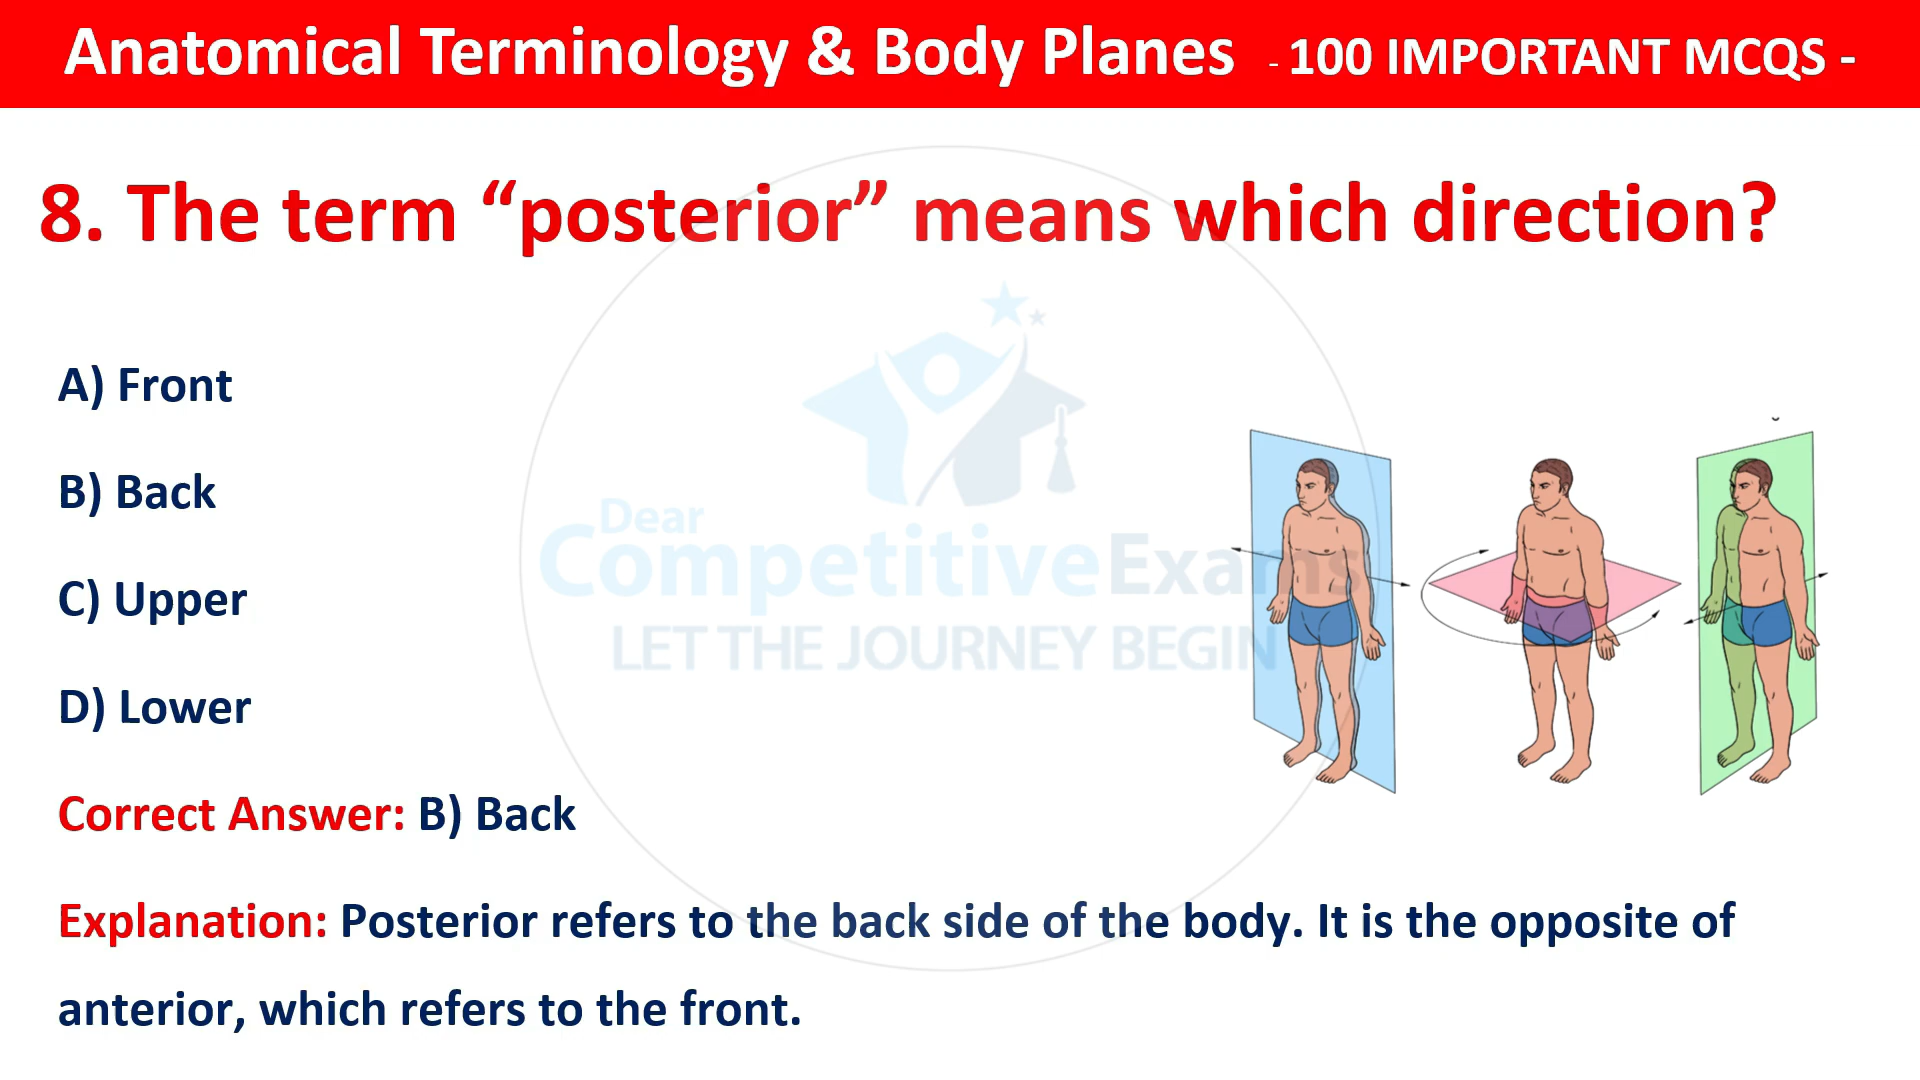 Anatomical Terminology & Body Planes - 100 IMPORTANT MCQS -
8. The term “posterior” means which direction?
A) Front
B) Back
C) Upper
D) Lower
Correct Answer: B) Back
Explanation: Posterior refers to the back side of the body. It is the opposite of
anterior, which refers to the front.
Dear
CompetitiveExams
LET THE JOURNEY BEGIN